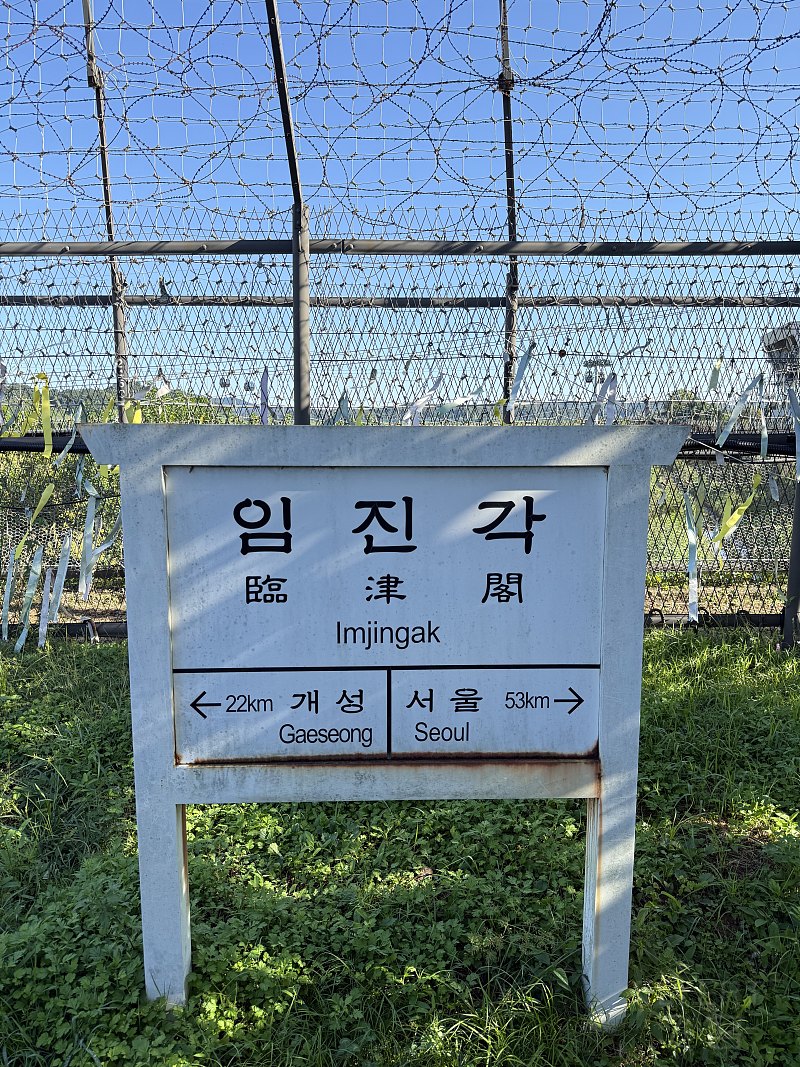 임진각
臨津閣
Imjingak
← 22km 개성
Gaeseong
서울 53km →
Seoul